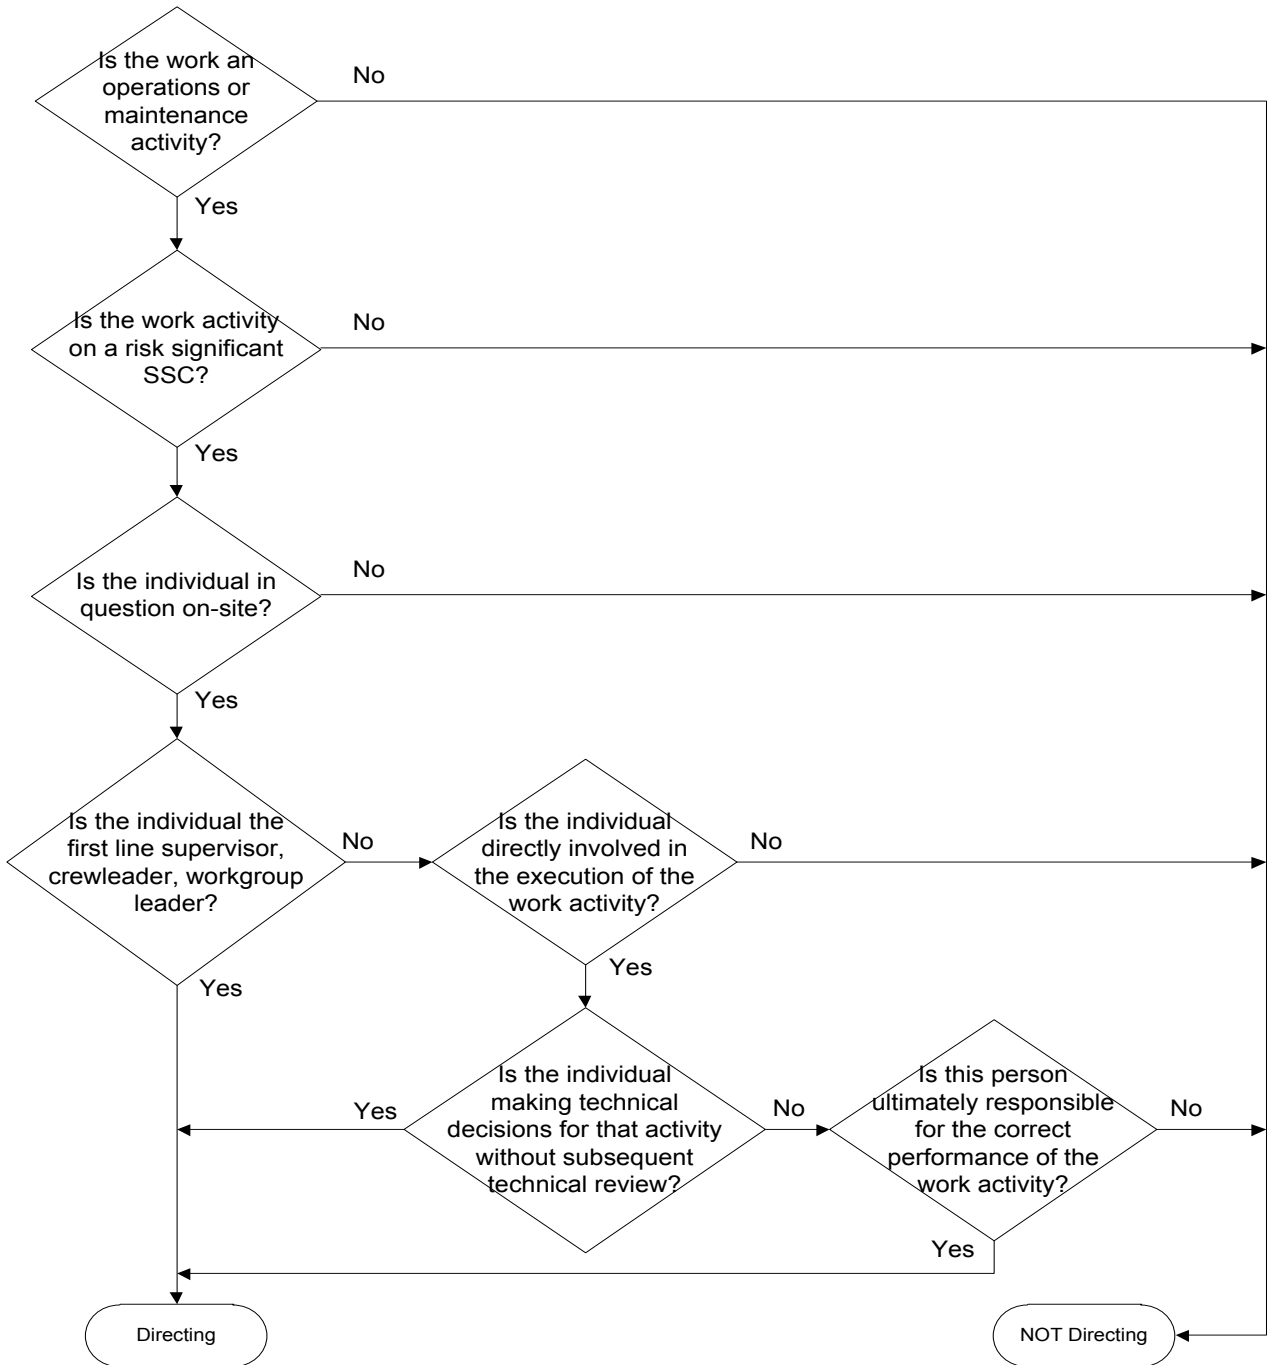 Is the work an
operations or
maintenance
activity?
No
Yes
Is the work activity
on a risk significant
SSC?
No
Yes
Is the individual in
question on-site?
No
Yes
Is the individual the
first line supervisor,
crewleader, workgroup
leader?
No
Yes
Is the individual
directly involved in
the execution of the
work activity?
No
Yes
Is the individual
making technical
decisions for that activity
without subsequent
technical review?
Yes
No
Is this person
ultimately responsible
for the correct
performance of the
work activity?
No
Yes
Directing
NOT Directing